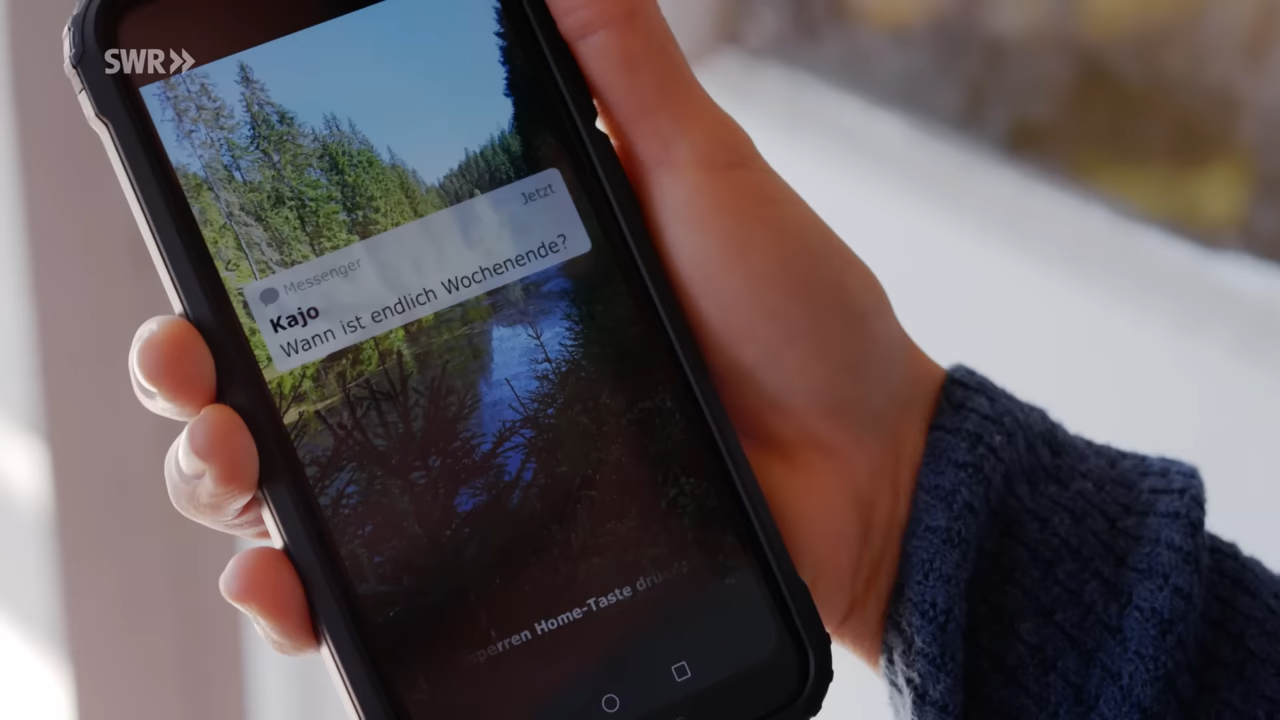 SWR
Jetzt
Messenger
Kajo
Wann ist endlich Wochenende?
Home-Taste